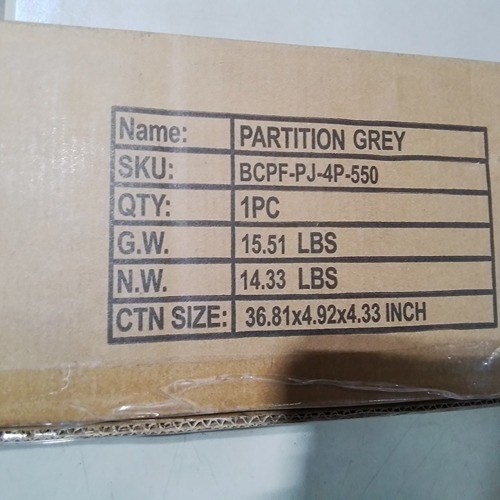 Name: PARTITION GREY
SKU: BCPF-PJ-4P-550
QTY: 1PC
G.W. 15.51 LBS
N.W. 14.33 LBS
CTN SIZE: 36.81x4.92x4.33 INCH